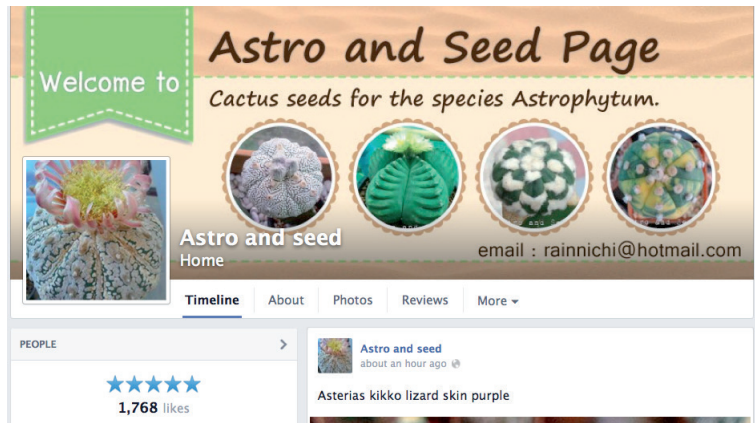 Welcome to
Astro and Seed Page
Cactus seeds for the species Astrophytum.
Astro and seed
Home
email : rainnichi@hotmail.com
Timeline
About
Photos
Reviews
More
PEOPLE
1,768 likes
Astro and seed
about an hour ago
Asterias kikko lizard skin purple